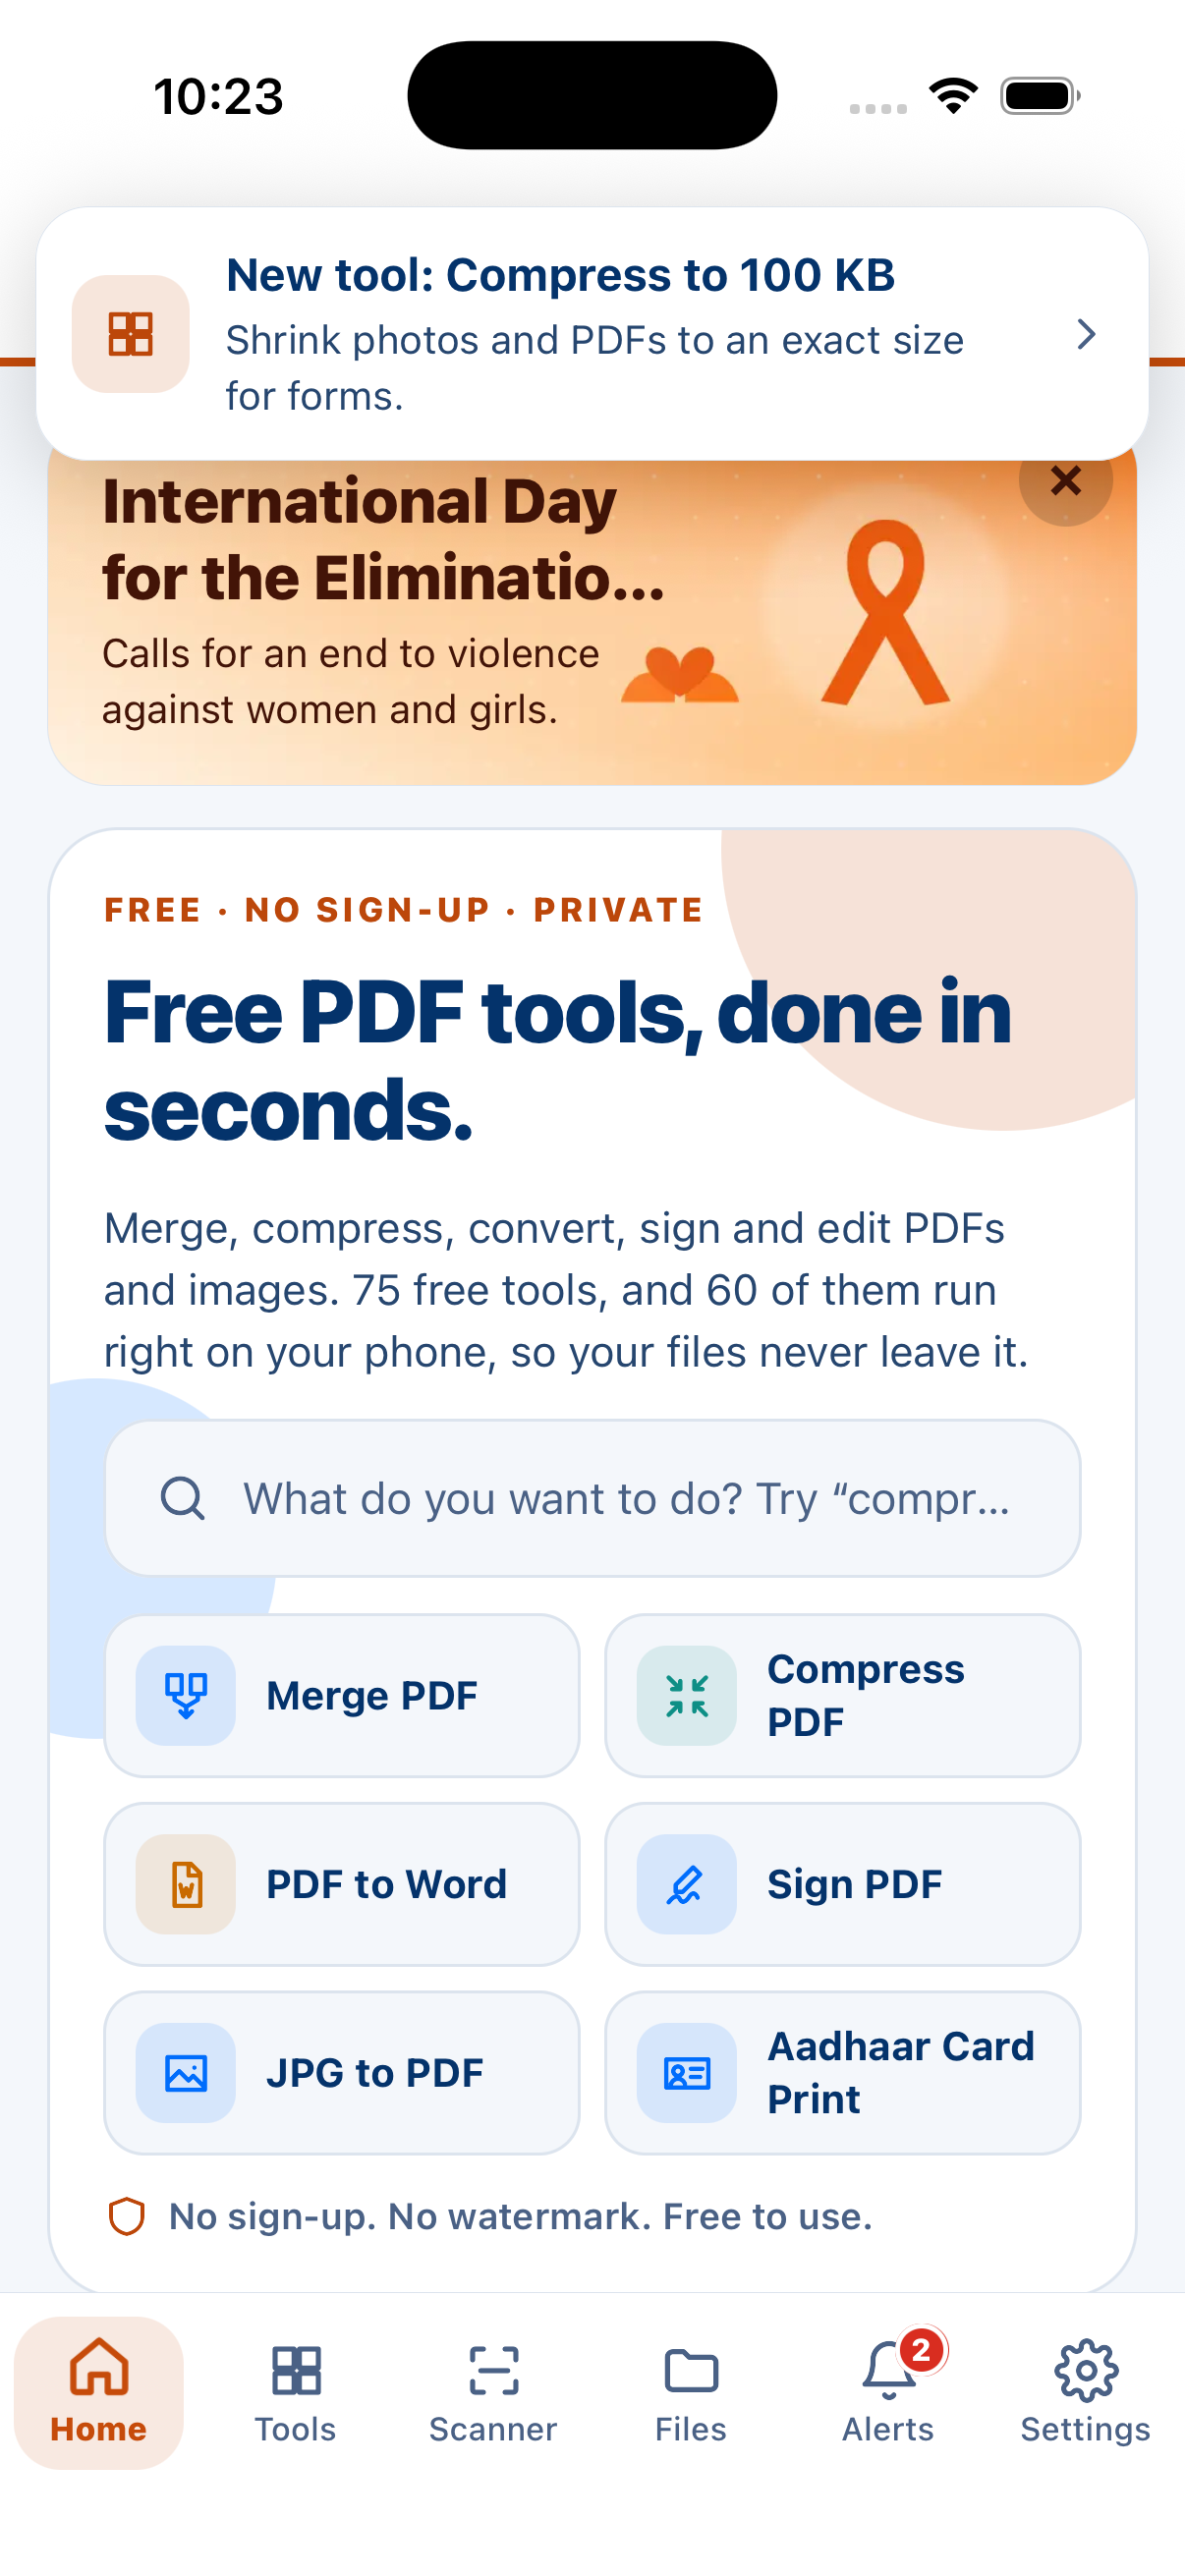 10:23
New tool: Compress to 100 KB
Shrink photos and PDFs to an exact size
for forms.
International Day
for the Eliminatio...
Calls for an end to violence
against women and girls.
FREE · NO SIGN-UP · PRIVATE
Free PDF tools, done in
seconds.
Merge, compress, convert, sign and edit PDFs
and images. 75 free tools, and 60 of them run
right on your phone, so your files never leave it.
What do you want to do? Try “compr...
Merge PDF
Compress
PDF
PDF to Word
Sign PDF
JPG to PDF
Aadhaar Card
Print
No sign-up. No watermark. Free to use.
2
Home
Tools
Scanner
Files
Alerts
Settings